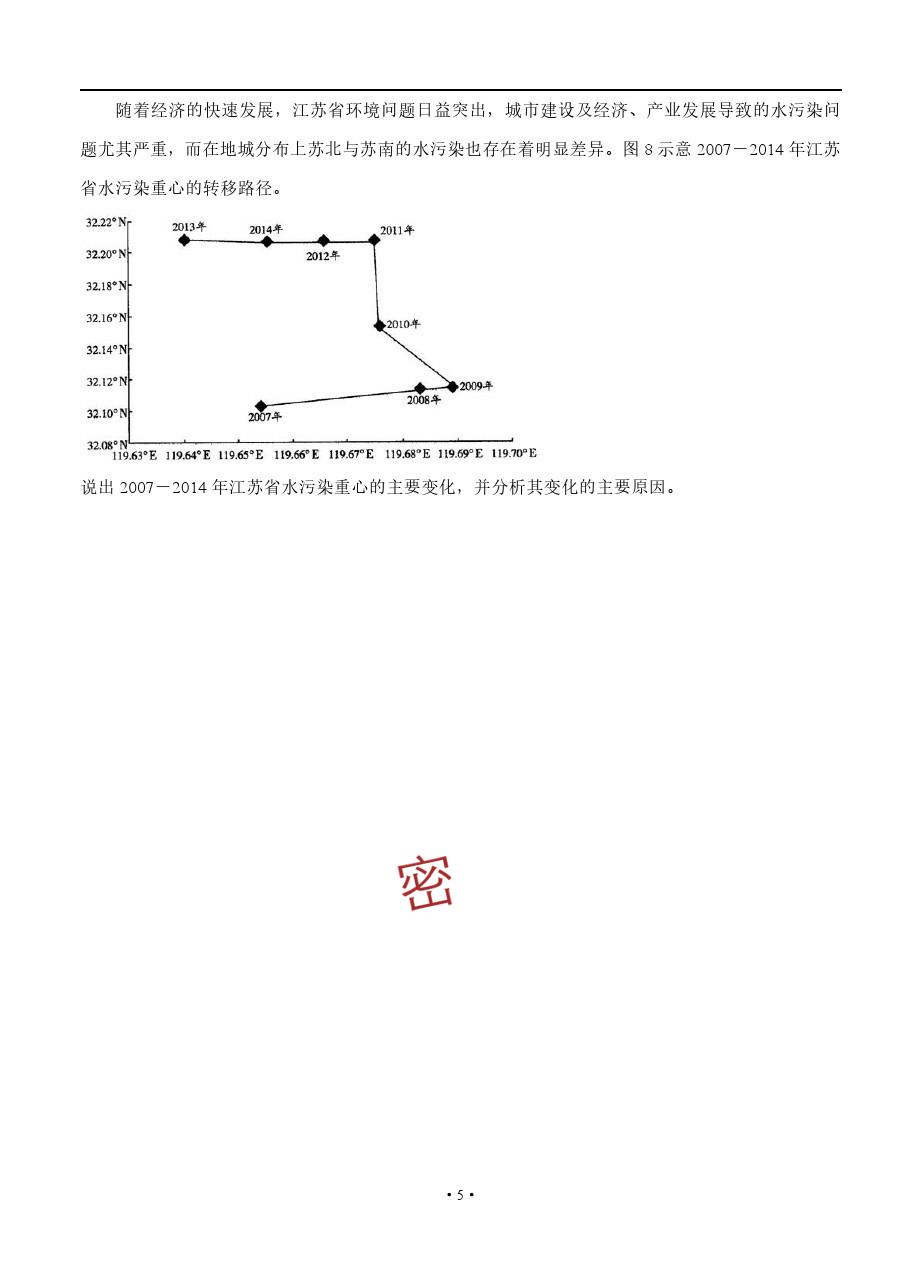 随着经济的快速发展，江苏省环境问题日益突出，城市建设及经济、产业发展导致的水污染问
题尤其严重，而在地城分布上苏北与苏南的水污染也存在着明显差异。图 8 示意 2007－2014 年江苏
省水污染重心的转移路径。
32.22°N
2013年
2014年
2011年
32.20°N
2012年
32.18°N
32.16°N
2010年
32.14°N
32.12°N
2009年
2008年
32.10°N
2007年
32.08°N
119.63°E 119.64°E 119.65°E 119.66°E 119.67°E 119.68°E 119.69°E 119.70°E
说出 2007－2014 年江苏省水污染重心的主要变化，并分析其变化的主要原因。
密
·5·